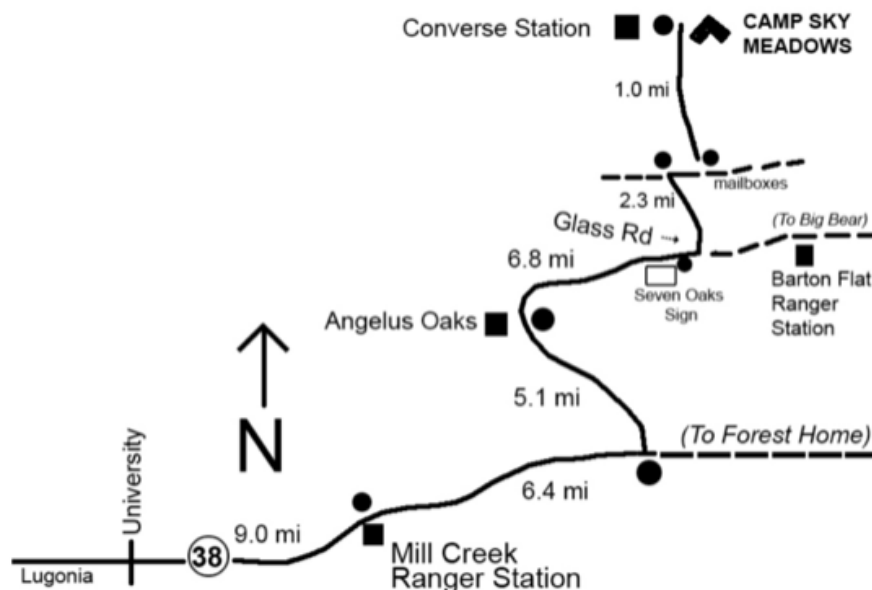 Converse Station
CAMP SKY
MEADOWS
1.0 mi
mailboxes
2.3 mi
(To Big Bear)
Glass Rd →
6.8 mi
Seven Oaks
Sign
Barton Flat
Ranger
Station
Angelus Oaks
5.1 mi
N
(To Forest Home)
University
6.4 mi
9.0 mi
38
Mill Creek
Ranger Station
Lugonia